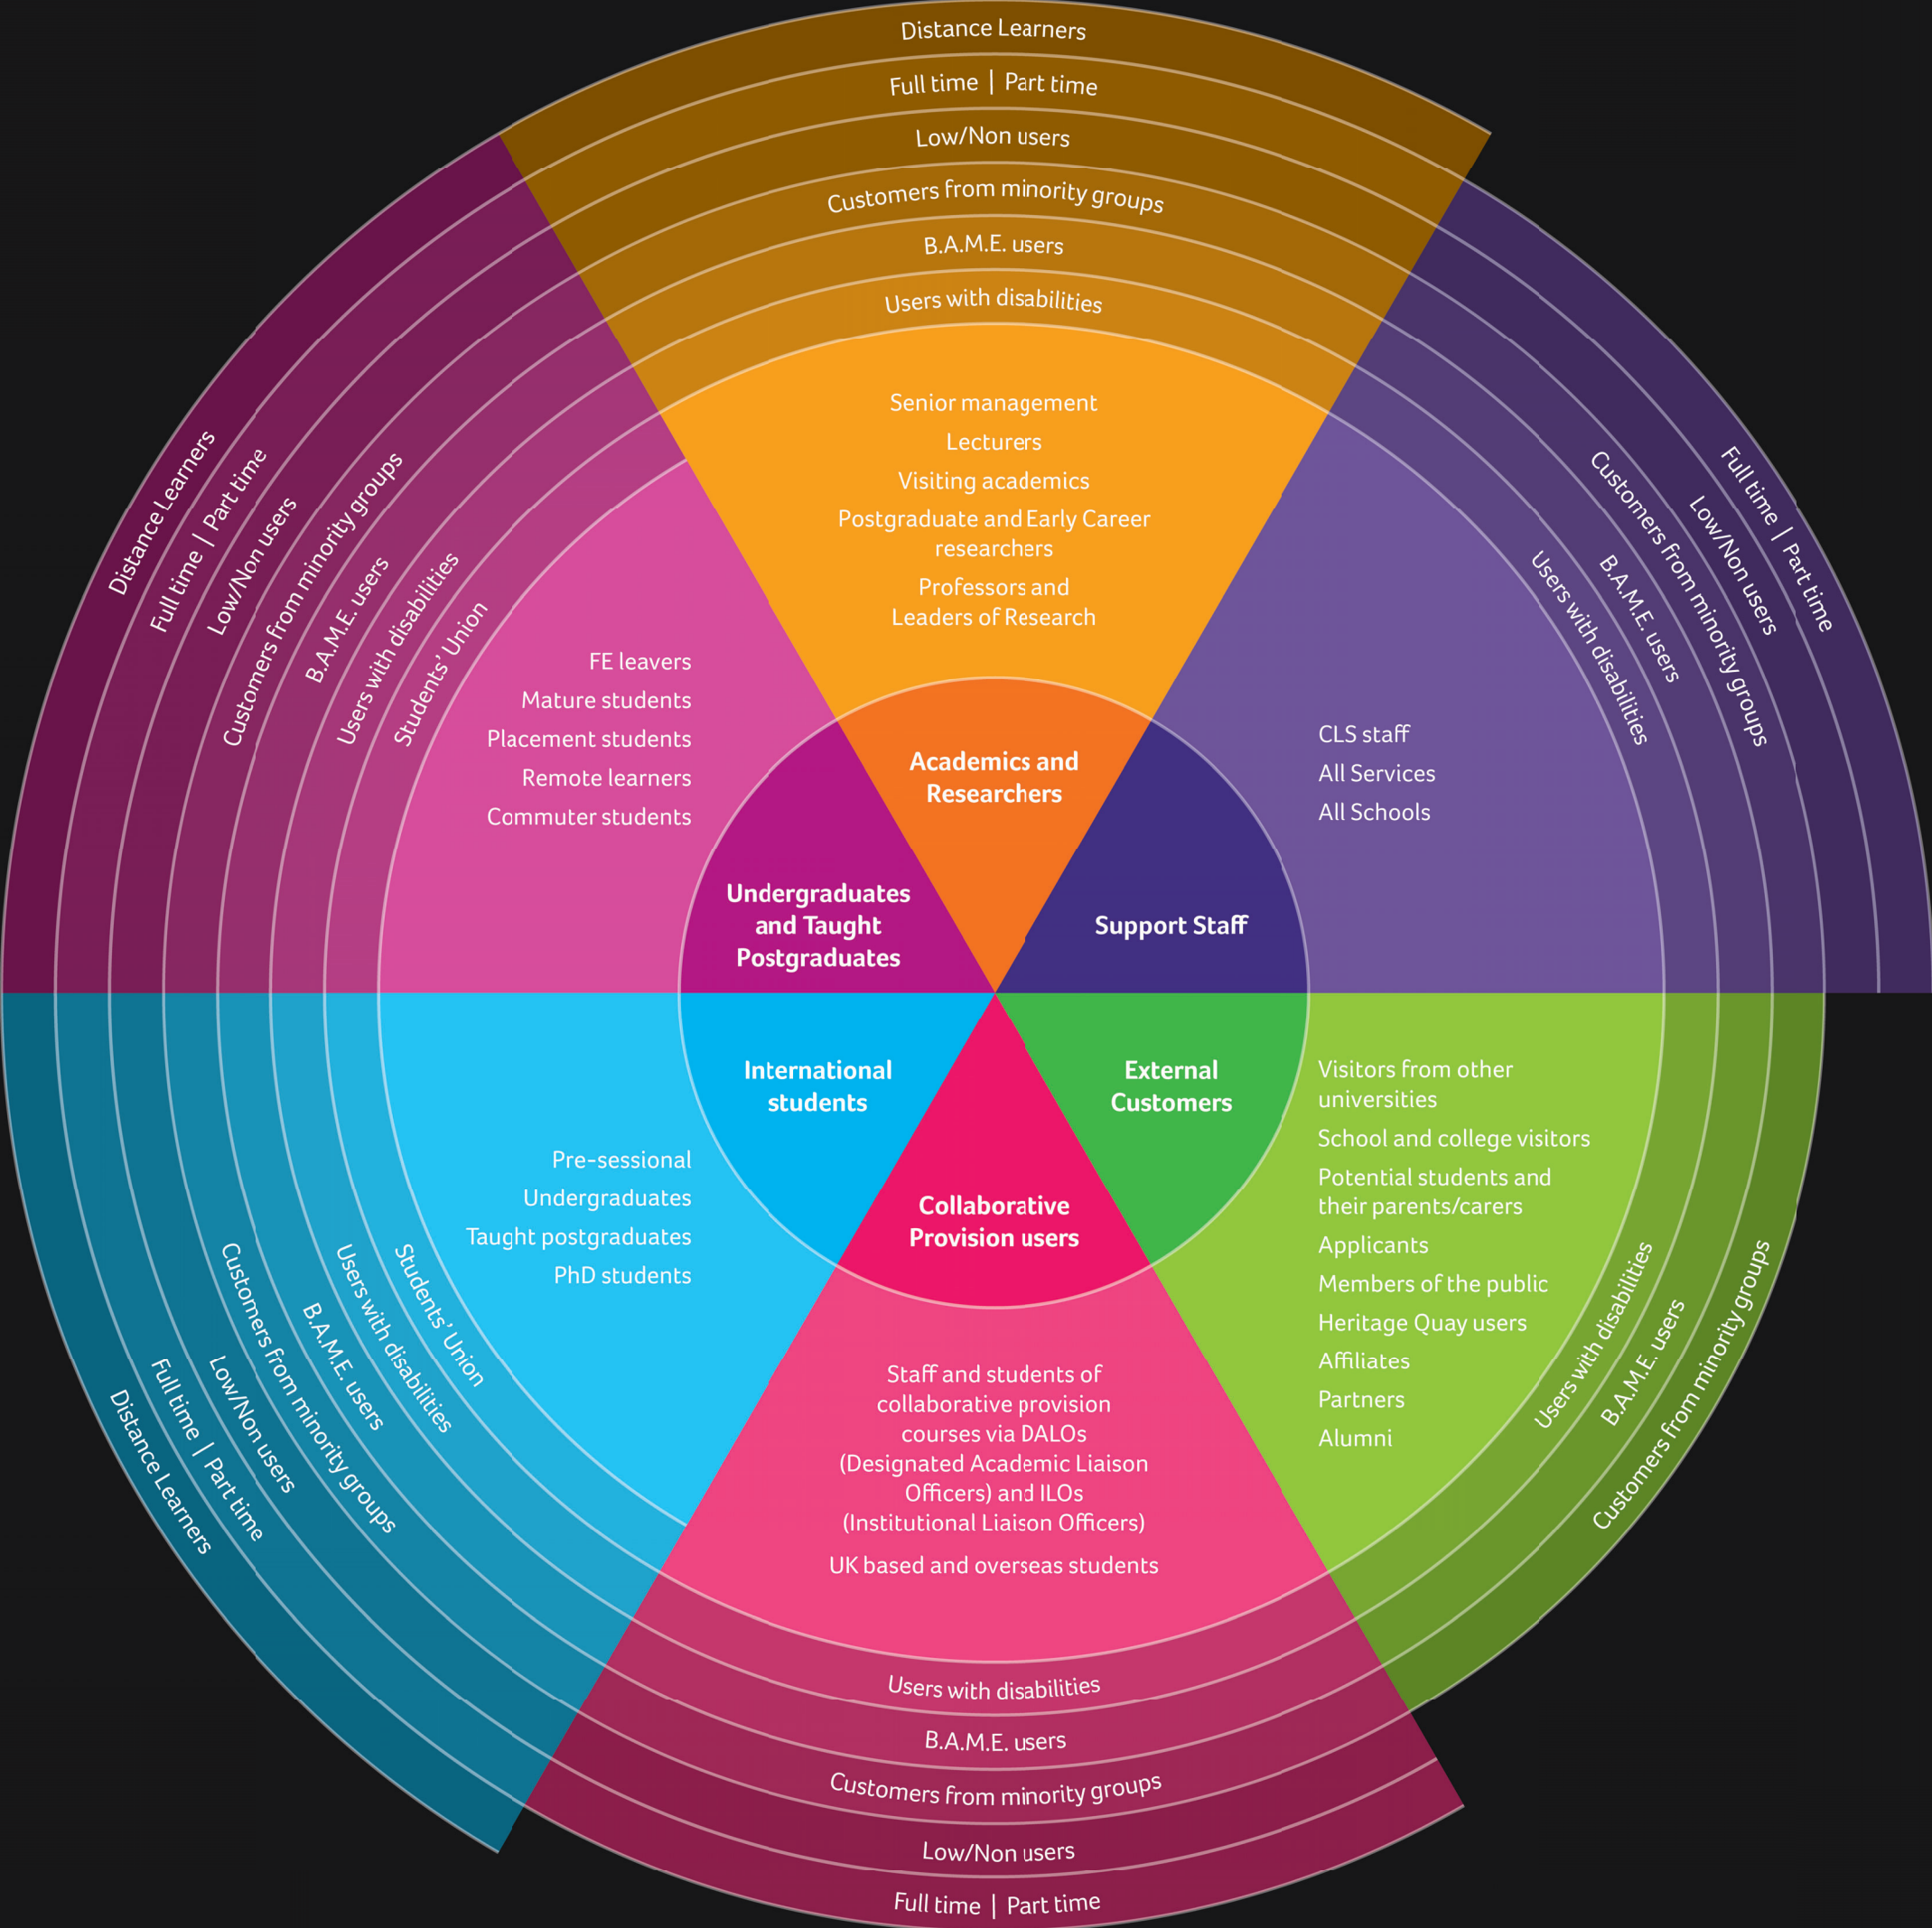 Distance Learners
Full time | Part time
Low/Non users
Customers from minority groups
B.A.M.E. users
Users with disabilities
Senior management
Lecturers
Visiting academics
Postgraduate and Early Career
researchers
Professors and
Leaders of Research
Academics and
Researchers
Full time | Part time
Low/Non users
Customers from minority groups
B.A.M.E. users
Users with disabilities
CLS staff
All Services
All Schools
Support Staff
Visitors from other
universities
School and college visitors
Potential students and
their parents/carers
Applicants
Members of the public
Heritage Quay users
Affiliates
Partners
Alumni
External
Customers
Users with disabilities
B.A.M.E. users
Customers from minority groups
Collaborative
Provision users
Staff and students of
collaborative provision
courses via DALOs
(Designated Academic Liaison
Officers) and ILOs
(Institutional Liaison Officers)
UK based and overseas students
Users with disabilities
B.A.M.E. users
Customers from minority groups
Low/Non users
Full time | Part time
International
students
Pre-sessional
Undergraduates
Taught postgraduates
PhD students
Students’ Union
Users with disabilities
B.A.M.E. users
Customers from minority groups
Low/Non users
Full time | Part time
Distance Learners
Distance Learners
Full time | Part time
Low/Non users
Customers from minority groups
B.A.M.E. users
Users with disabilities
Students’ Union
FE leavers
Mature students
Placement students
Remote learners
Commuter students
Undergraduates
and Taught
Postgraduates